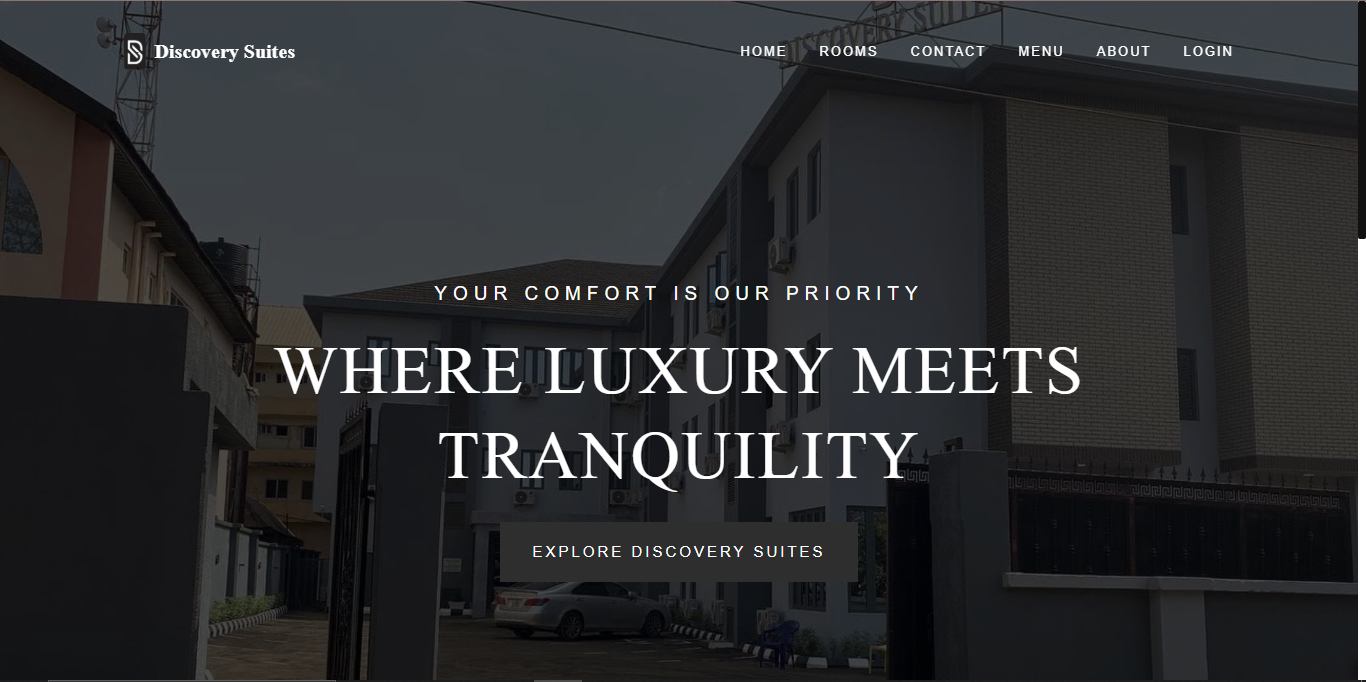 DISCOVERY SUITES
Discovery Suites
HOME ROOMS CONTACT MENU ABOUT LOGIN
YOUR COMFORT IS OUR PRIORITY
WHERE LUXURY MEETS
TRANQUILITY
EXPLORE DISCOVERY SUITES